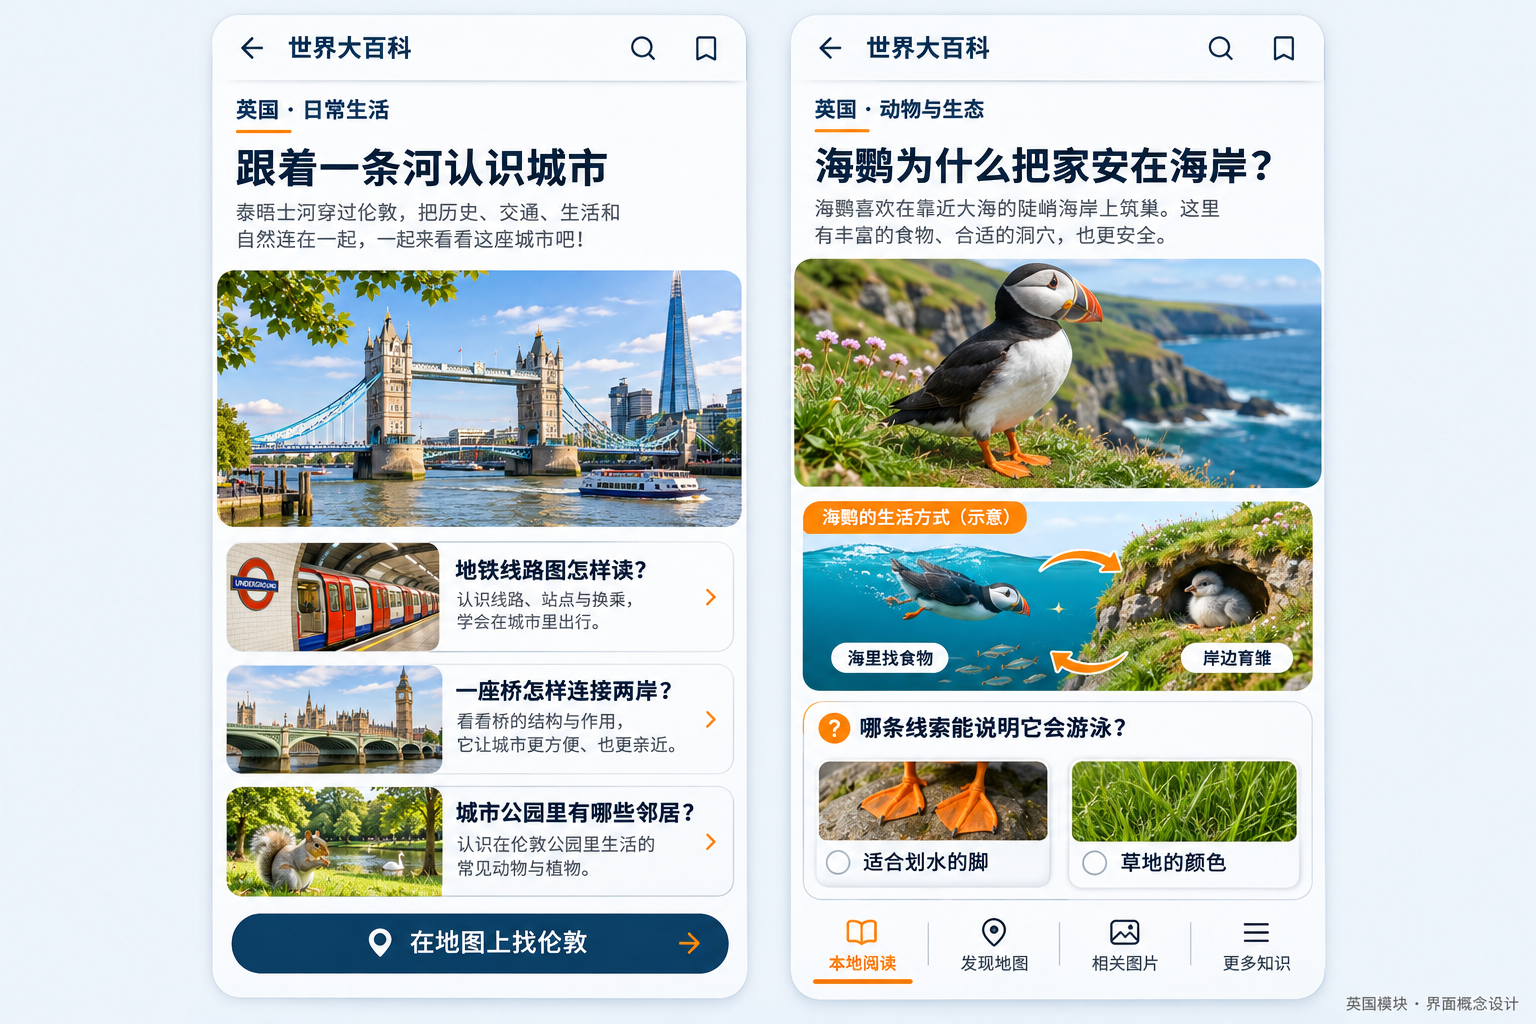 世界大百科
英国 · 日常生活
跟着一条河认识城市
泰晤士河穿过伦敦，把历史、交通、生活和
自然连在一起，一起来看看这座城市吧！
UNDERGROUND
地铁线路图怎样读？
认识线路、站点与换乘，
学会在城市里出行。
一座桥怎样连接两岸？
看看桥的结构与作用，
它让城市更方便、也更亲近。
城市公园里有哪些邻居？
认识在伦敦公园里生活的
常见动物与植物。
在地图上找伦敦
世界大百科
英国 · 动物与生态
海鹦为什么把家安在海岸？
海鹦喜欢在靠近大海的陡峭海岸上筑巢。这里
有丰富的食物、合适的洞穴，也更安全。
海鹦的生活方式（示意）
海里找食物
岸边育雏
?
哪条线索能说明它会游泳？
适合划水的脚
草地的颜色
本地阅读
发现地图
相关图片
更多知识
英国模块 · 界面概念设计